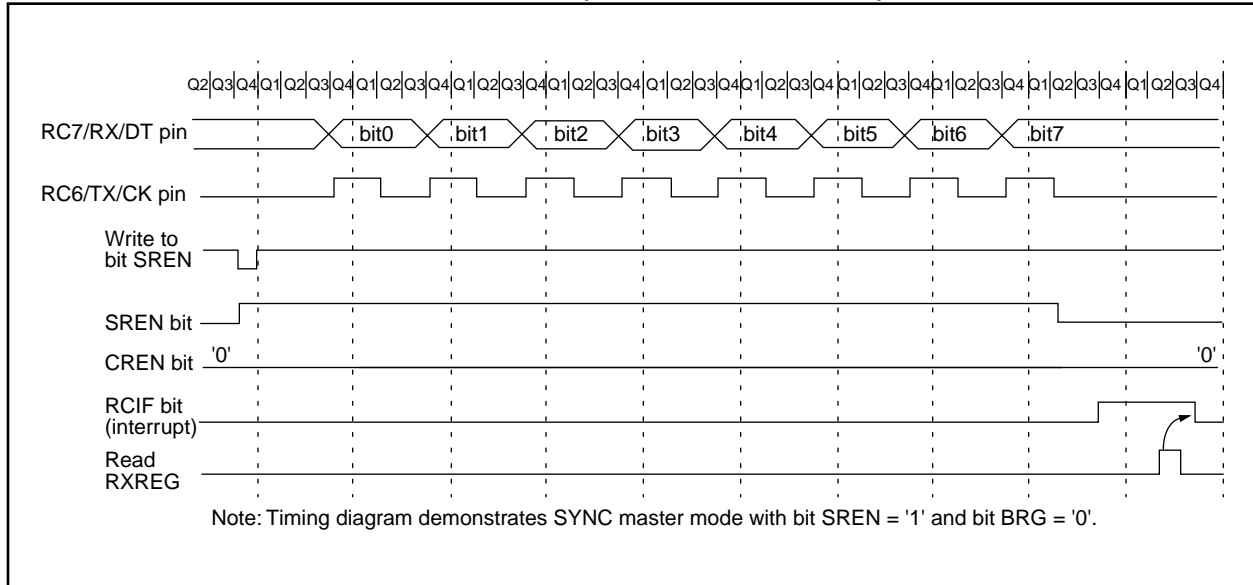 Q2 Q3 Q4 Q1 Q2 Q3 Q4 Q1 Q2 Q3 Q4 Q1 Q2 Q3 Q4 Q1 Q2 Q3 Q4 Q1 Q2 Q3 Q4 Q1 Q2 Q3 Q4 Q1 Q2 Q3 Q4 Q1 Q2 Q3 Q4 Q1 Q2 Q3 Q4 Q1 Q2 Q3 Q4
RC7/RX/DT pin bit0 bit1 bit2 bit3 bit4 bit5 bit6 bit7
RC6/TX/CK pin
Write to
bit SREN
SREN bit
CREN bit '0' '0'
RCIF bit
(interrupt)
Read
RXREG
Note: Timing diagram demonstrates SYNC master mode with bit SREN = '1' and bit BRG = '0'.